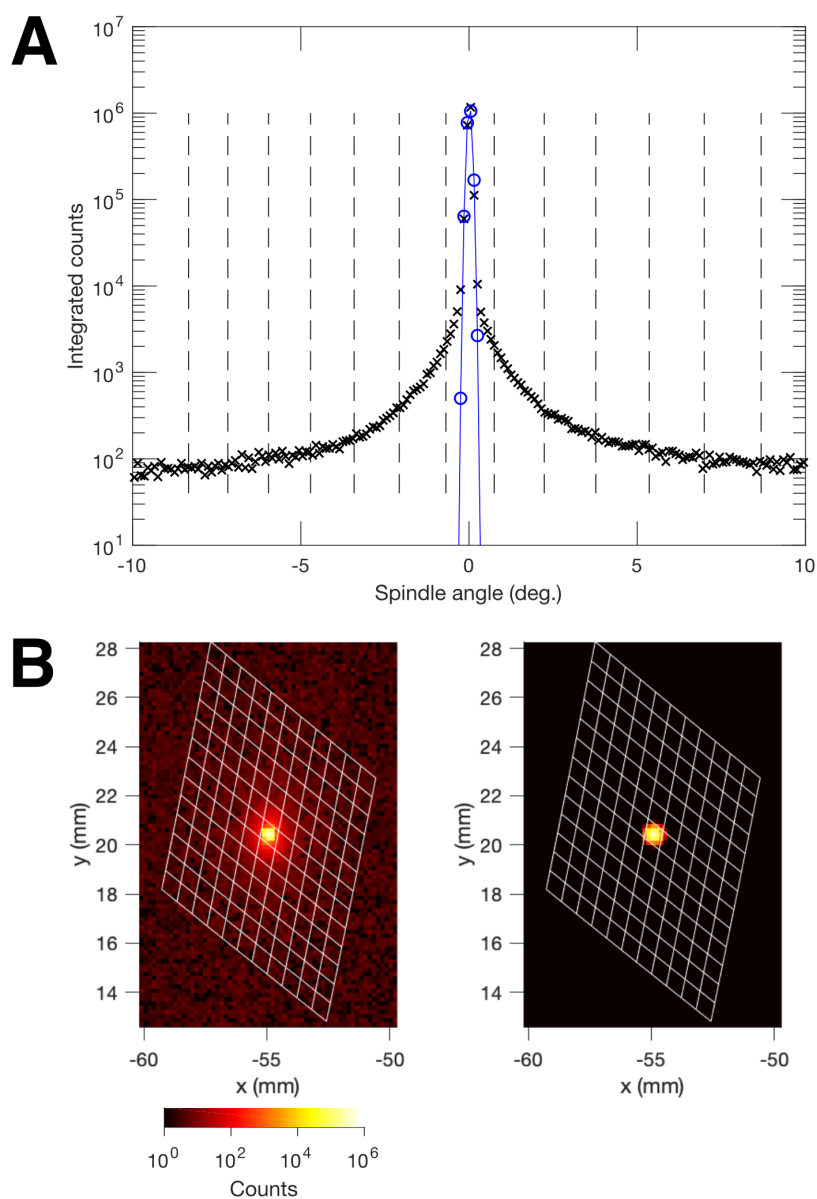 A
10^7
10^6
10^5
10^4
10^3
10^2
10^1
Integrated counts
-10 -5 0 5 10
Spindle angle (deg.)
B
28 28
26 26
24 24
22 22
20 20
18 18
16 16
14 14
y (mm) y (mm)
-60 -55 -50 -60 -55 -50
x (mm) x (mm)
10^0 10^2 10^4 10^6
Counts